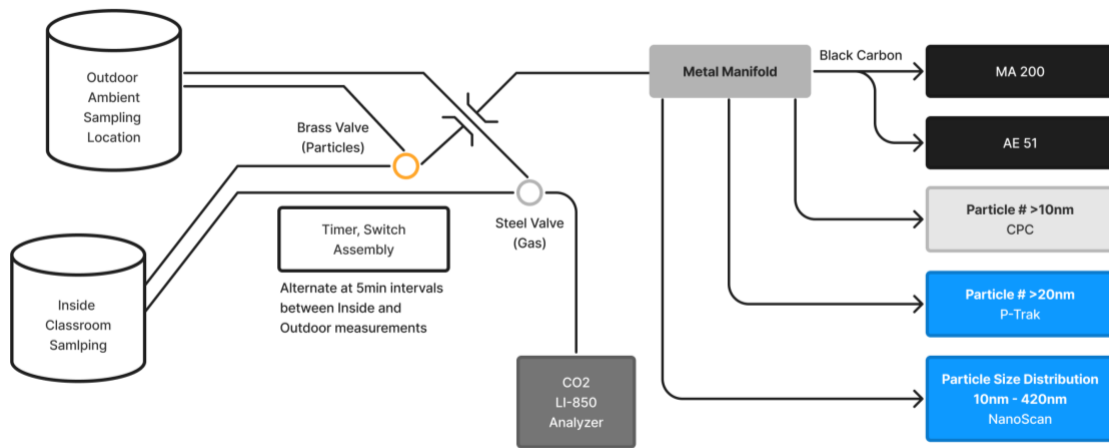 Outdoor
Ambient
Sampling
Location
Brass Valve
(Particles)
Metal Manifold
Black Carbon
MA 200
AE 51
Particle # >10nm
CPC
Steel Valve
(Gas)
Timer, Switch
Assembly
Alternate at 5min intervals
between Inside and
Outdoor measurements
Inside
Classroom
Samlping
Particle # >20nm
P-Trak
CO2
LI-850
Analyzer
Particle Size Distribution
10nm - 420nm
NanoScan